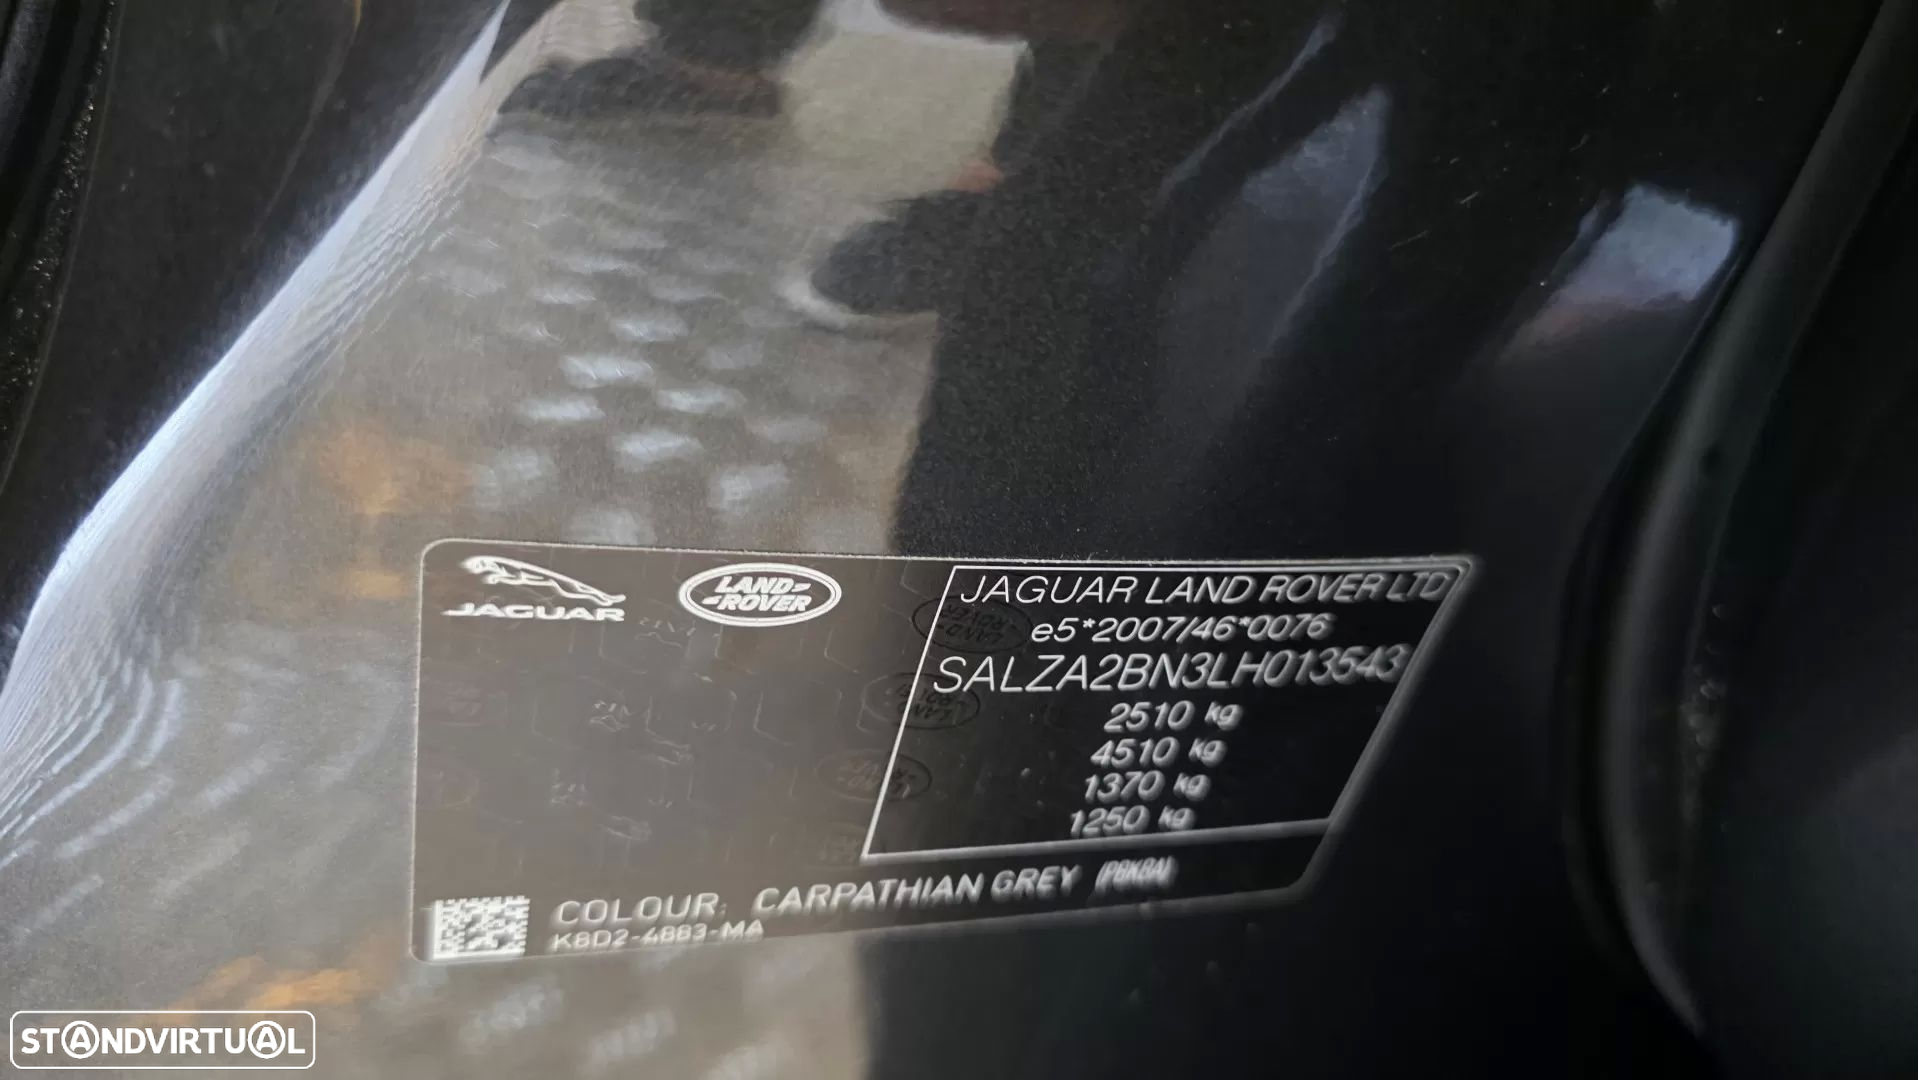 JAGUAR
LAND
ROVER
JAGUAR LAND ROVER LTD
e5*2007/46*0076
SALZA2BN3LH013543
2510 kg
4510 kg
1370 kg
1250 kg
COLOUR: CARPATHIAN GREY (PBKBA)
K8D2-4883-MA
STANDVIRTUAL